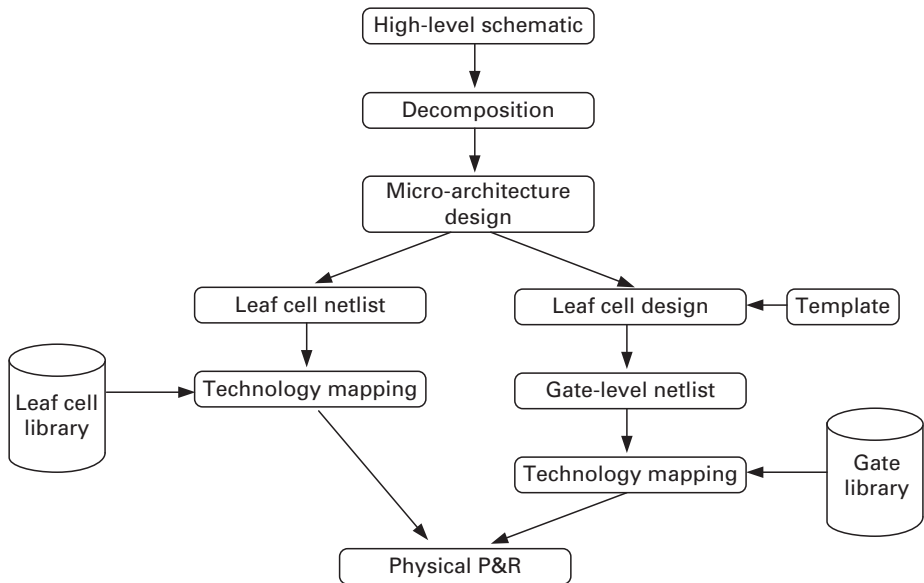 High-level schematic
Decomposition
Micro-architecture
design
Leaf cell netlist
Leaf cell design
Template
Leaf cell
library
Technology mapping
Gate-level netlist
Technology mapping
Gate
library
Physical P&R